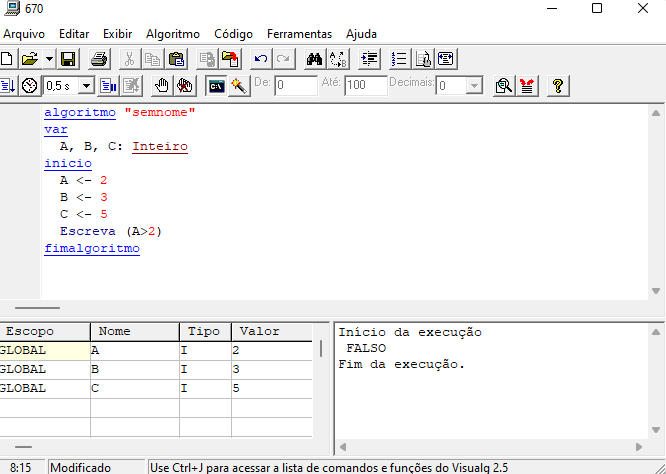 670
Arquivo Editar Exibir Algoritmo Código Ferramentas Ajuda
0,5 s C:\ De: 0 Até: 100 Decimais: 0 ?
algoritmo "semnome"
var
A, B, C: Inteiro
inicio
A <- 2
B <- 3
C <- 5
Escreva (A>2)
fimalgoritmo
Escopo Nome Tipo Valor
GLOBAL A I 2
GLOBAL B I 3
GLOBAL C I 5
Início da execução
FALSO
Fim da execução.
8:15 Modificado Use Ctrl+J para acessar a lista de comandos e funções do Visualg 2.5